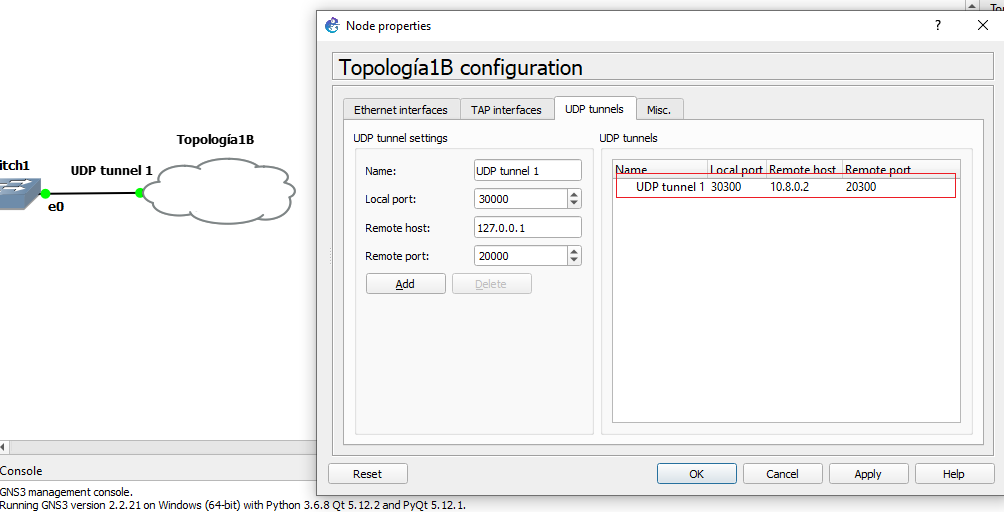 To
Node properties
?
Topología1B configuration
Ethernet interfaces
TAP interfaces
UDP tunnels
Misc.
UDP tunnel settings
Name:
UDP tunnel 1
Local port:
30000
Remote host:
127.0.0.1
Remote port:
20000
Add
Delete
UDP tunnels
Name Local port Remote host Remote port
UDP tunnel 1 30300 10.8.0.2 20300
Reset
OK
Cancel
Apply
Help
Topología1B
itch1
UDP tunnel 1
e0
Console
GNS3 management console.
Running GNS3 version 2.2.21 on Windows (64-bit) with Python 3.6.8 Qt 5.12.2 and PyQt 5.12.1.